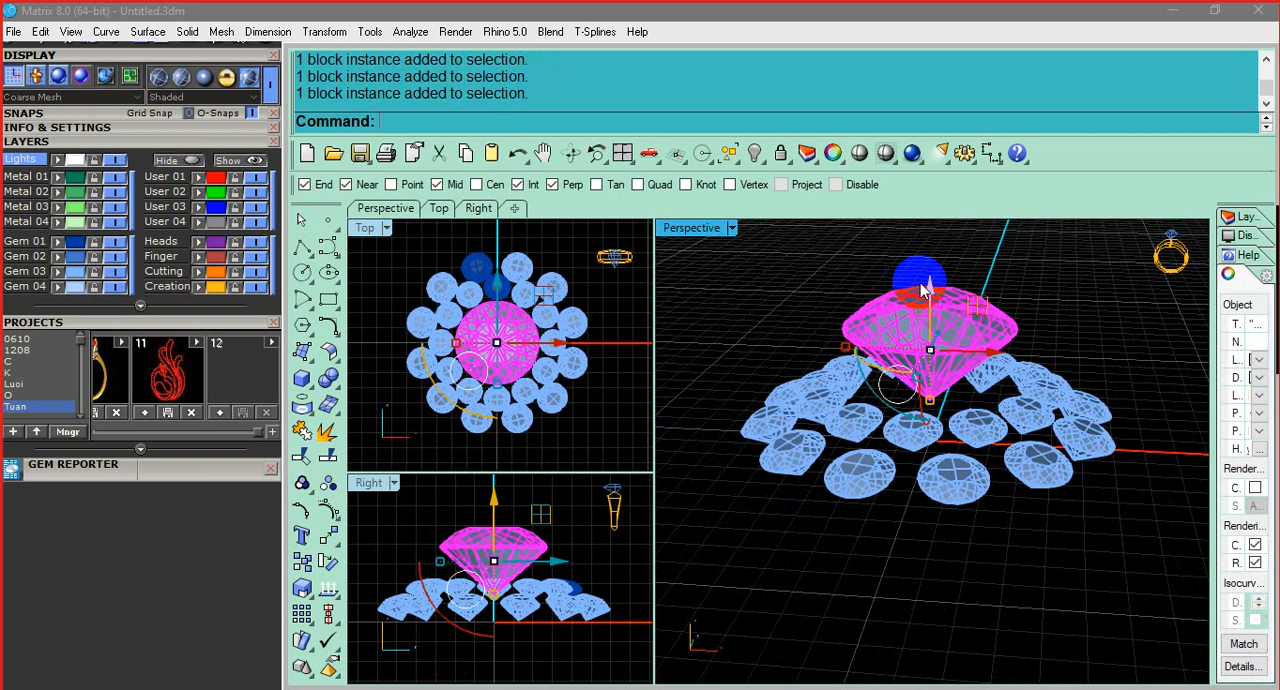 Matrix 8.0 (64-bit) - Untitled.3dm
File Edit View Curve Surface Solid Mesh Dimension Transform Tools Analyze Render Rhino 5.0 Blend T-Splines Help
DISPLAY
Coarse Mesh Shaded
SNAPS Grid Snap O-Snaps
INFO & SETTINGS
LAYERS
Lights Hide Show
Metal 01 User 01
Metal 02 User 02
Metal 03 User 03
Metal 04 User 04
Gem 01 Heads
Gem 02 Finger
Gem 03 Cutting
Gem 04 Creation
PROJECTS
0610
1208
C
K
Luoi
O
Tuan
11 12
Mngr
GEM REPORTER
1 block instance added to selection.
1 block instance added to selection.
1 block instance added to selection.
Command:
End Near Point Mid Cen Int Perp Tan Quad Knot Vertex Project Disable
Perspective Top Right
Top
Perspective
Right
Lay...
Dis...
Help
Object
T. "...
N.
L..
D.
L..
P.
P.
H. ...
Render...
C.
S. A...
Renderi...
C.
R.
Isocurv...
D.
S.
Match
Details...